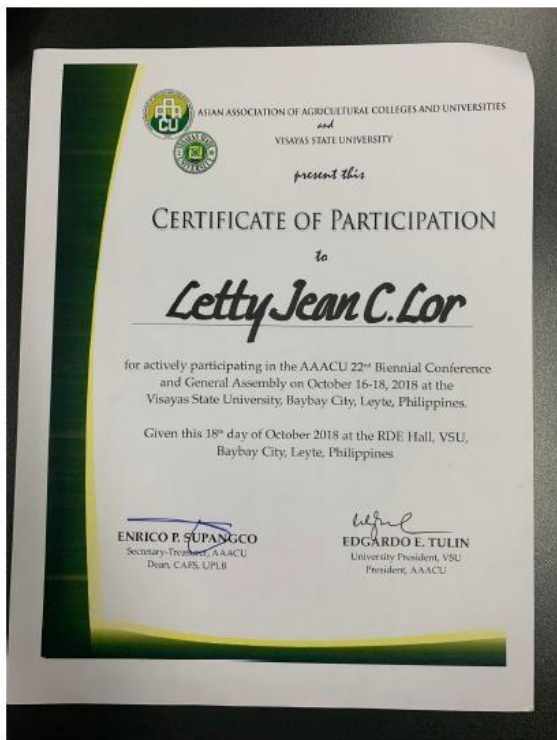 AAACU
ASIAN ASSOCIATION OF AGRICULTURAL COLLEGES AND UNIVERSITIES
and
VISAYAS STATE UNIVERSITY
present this
CERTIFICATE OF PARTICIPATION
to
Letty Jean C. Lor
for actively participating in the AAACU 22nd Biennial Conference
and General Assembly on October 16-18, 2018 at the
Visayas State University, Baybay City, Leyte, Philippines.
Given this 18th day of October 2018 at the RDE Hall, VSU,
Baybay City, Leyte, Philippines
ENRICO P. SUPANGCO
Secretary-Treasurer, AAACU
Dean, CAFS, UPLB
EDGARDO E. TULIN
University President, VSU
President, AAACU